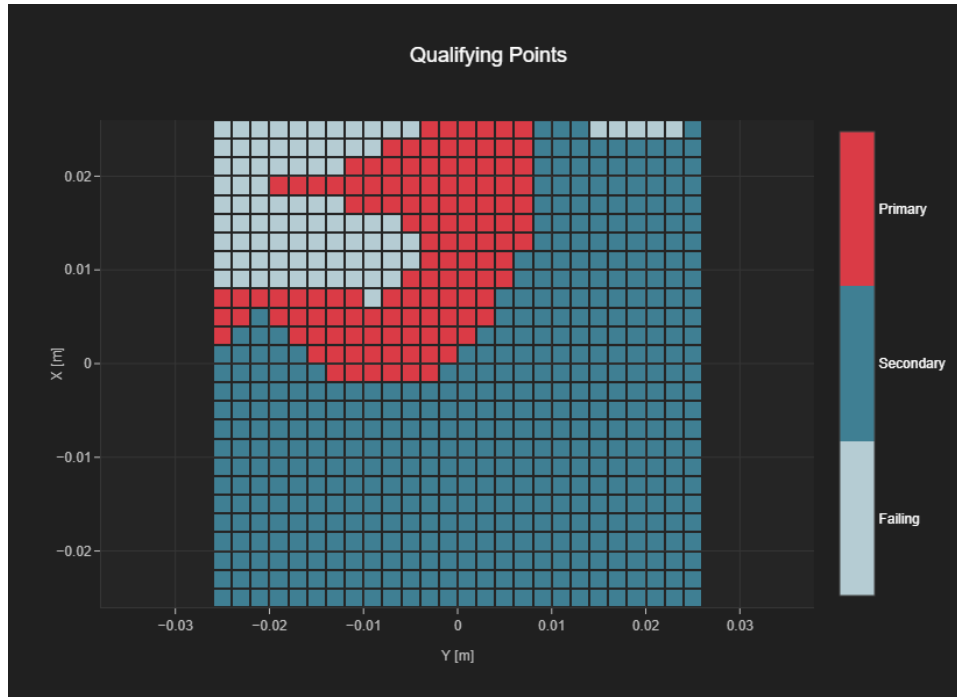 Qualifying Points
X [m]
0.02
0.01
0
−0.01
−0.02
−0.03
−0.02
−0.01
0
0.01
0.02
0.03
Y [m]
Primary
Secondary
Failing